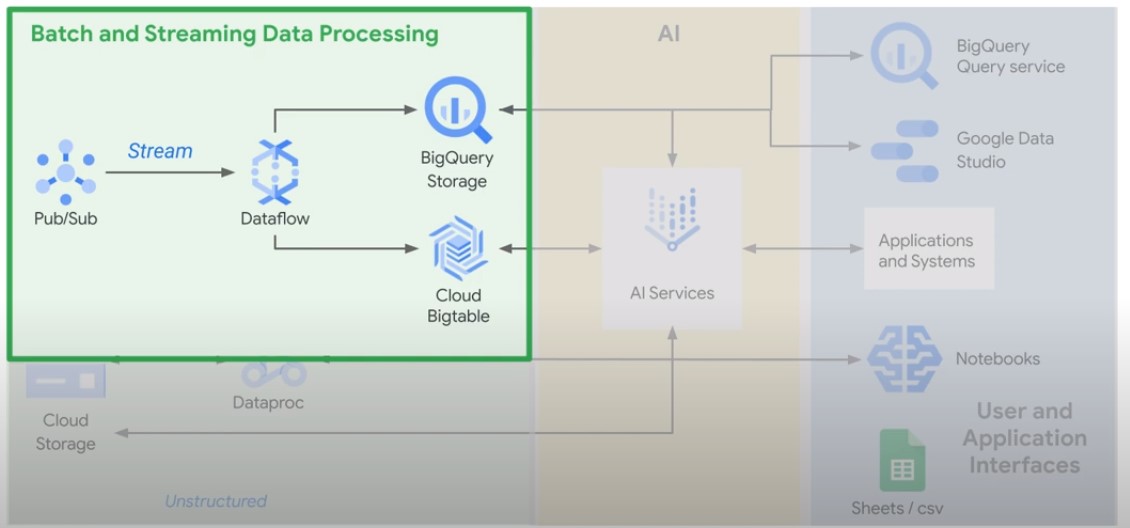 Batch and Streaming Data Processing
AI
BigQuery
Query service
Stream
BigQuery
Storage
Google Data
Studio
Pub/Sub
Dataflow
Applications
and Systems
AI Services
Cloud
Bigtable
Notebooks
Dataproc
Cloud
Storage
User and
Application
Interfaces
Unstructured
Sheets / csv